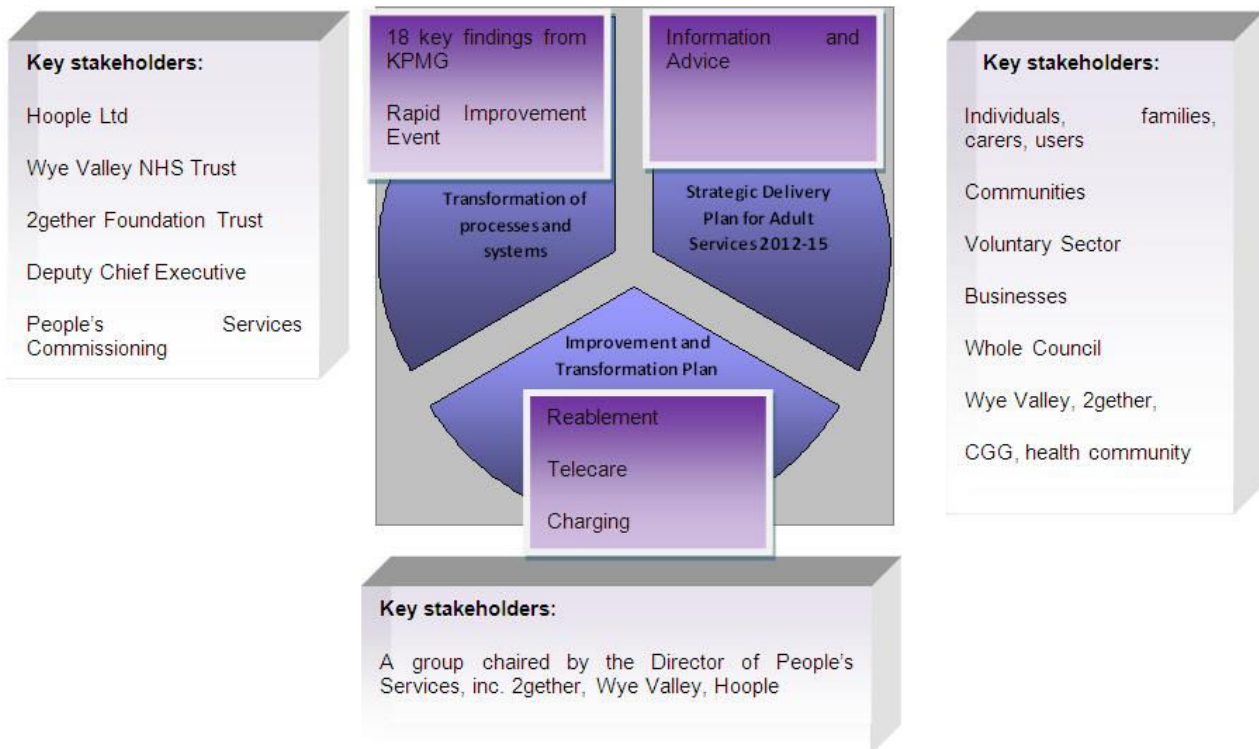 Key stakeholders:
Hoople Ltd
Wye Valley NHS Trust
2gether Foundation Trust
Deputy Chief Executive
People's Services
Commissioning
18 key findings from
KPMG
Rapid Improvement
Event
Transformation of
processes and
systems
Information and
Advice
Strategic Delivery
Plan for Adult
Services 2012-15
Improvement and
Transformation Plan
Reablement
Telecare
Charging
Key stakeholders:
Individuals, families,
carers, users
Communities
Voluntary Sector
Businesses
Whole Council
Wye Valley, 2gether,
CGG, health community
Key stakeholders:
A group chaired by the Director of People's
Services, inc. 2gether, Wye Valley, Hoople